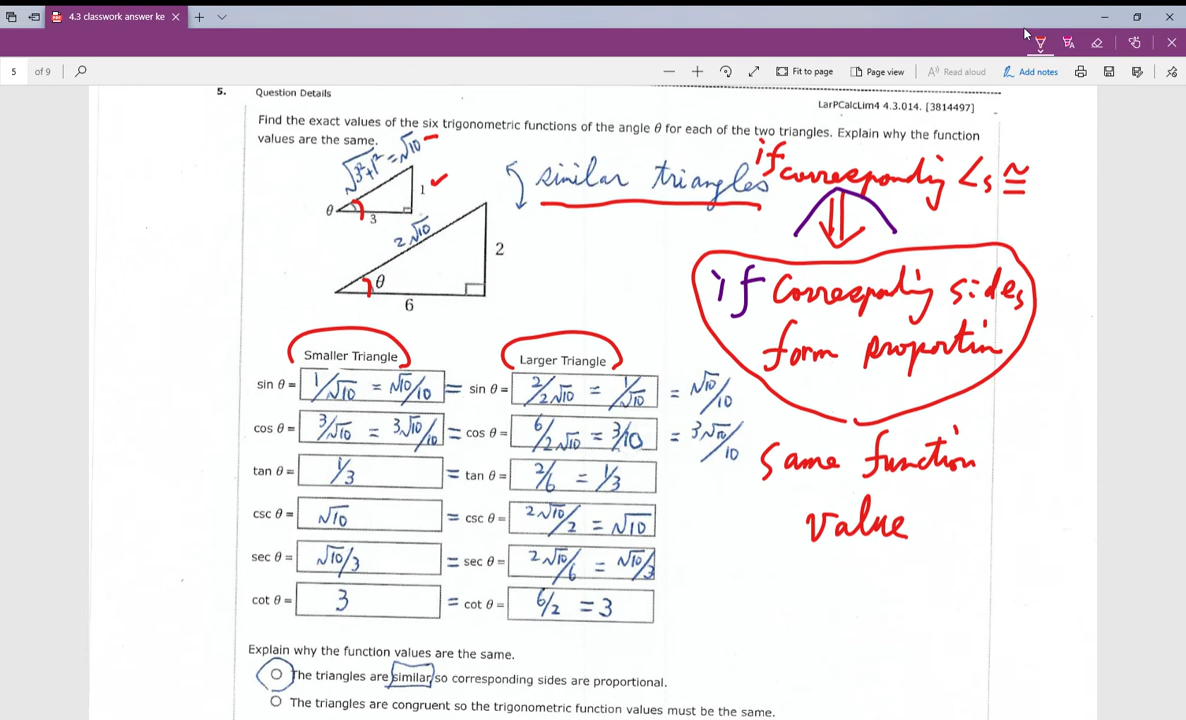 4.3 classwork answer ke
5 of 9 Fit to page Page view Read aloud Add notes
5. Question Details
LarPCalcLim4 4.3.014. [3814497]
Find the exact values of the six trigonometric functions of the angle θ for each of the two triangles. Explain why the function
values are the same.
√3²+1² = √10
θ 3 1
2√10
θ 6 2
similar triangles
if corresponding ∠s ≅
⇓
if Correspondig sides
form proportin
same function
value
Smaller Triangle Larger Triangle
sin θ = 1/√10 = √10/10 = sin θ = 2/2√10 = 1/√10 = √10/10
cos θ = 3/√10 = 3√10/10 = cos θ = 6/2√10 = 3/10 = 3√10/10
tan θ = 1/3 = tan θ = 2/6 = 1/3
csc θ = √10 = csc θ = 2√10/2 = √10
sec θ = √10/3 = sec θ = 2√10/6 = √10/3
cot θ = 3 = cot θ = 6/2 = 3
Explain why the function values are the same.
The triangles are similar so corresponding sides are proportional.
The triangles are congruent so the trigonometric function values must be the same.